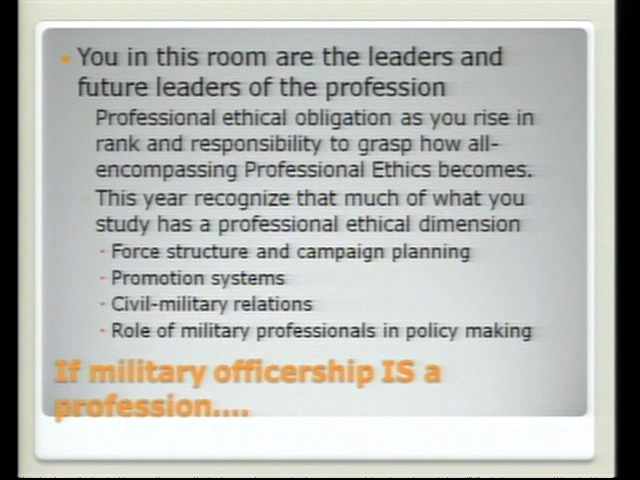 You in this room are the leaders and
future leaders of the profession
Professional ethical obligation as you rise in
rank and responsibility to grasp how all-
encompassing Professional Ethics becomes.
This year recognize that much of what you
study has a professional ethical dimension
- Force structure and campaign planning
- Promotion systems
- Civil-military relations
- Role of military professionals in policy making
If military officership IS a
profession....